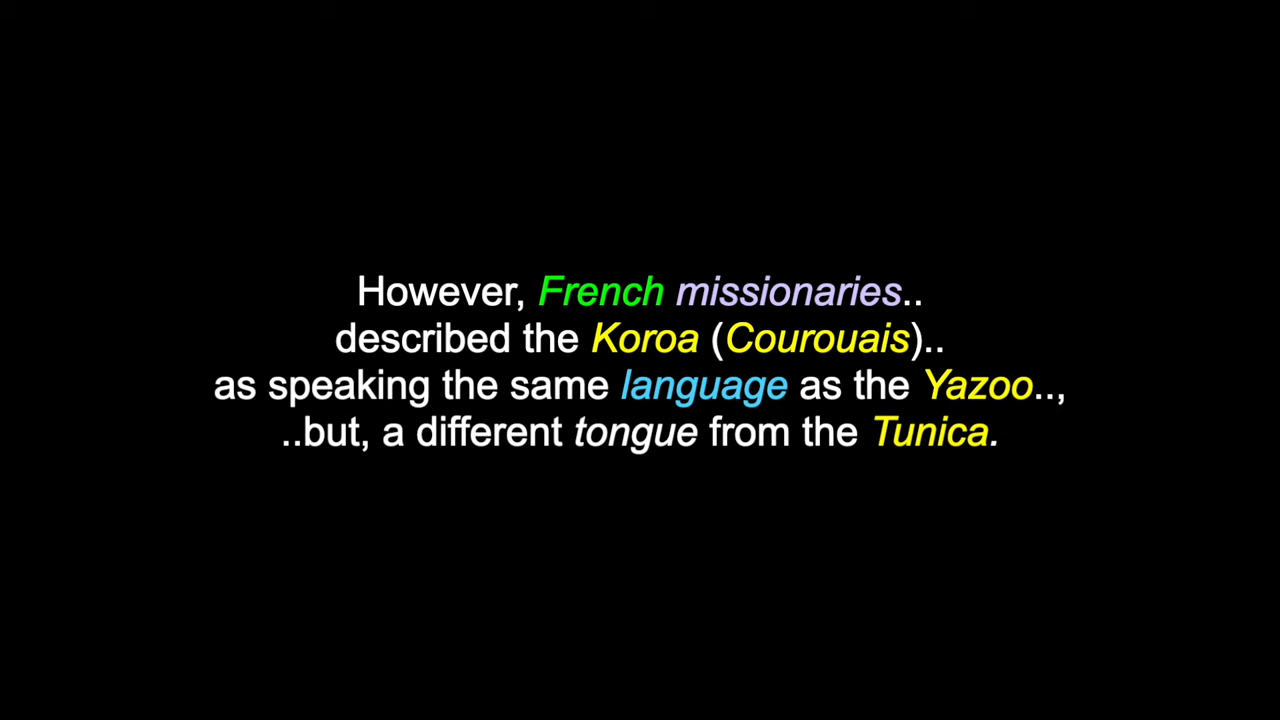 However, French missionaries..
described the Koroa (Courouais)..
as speaking the same language as the Yazoo..,
..but, a different tongue from the Tunica.